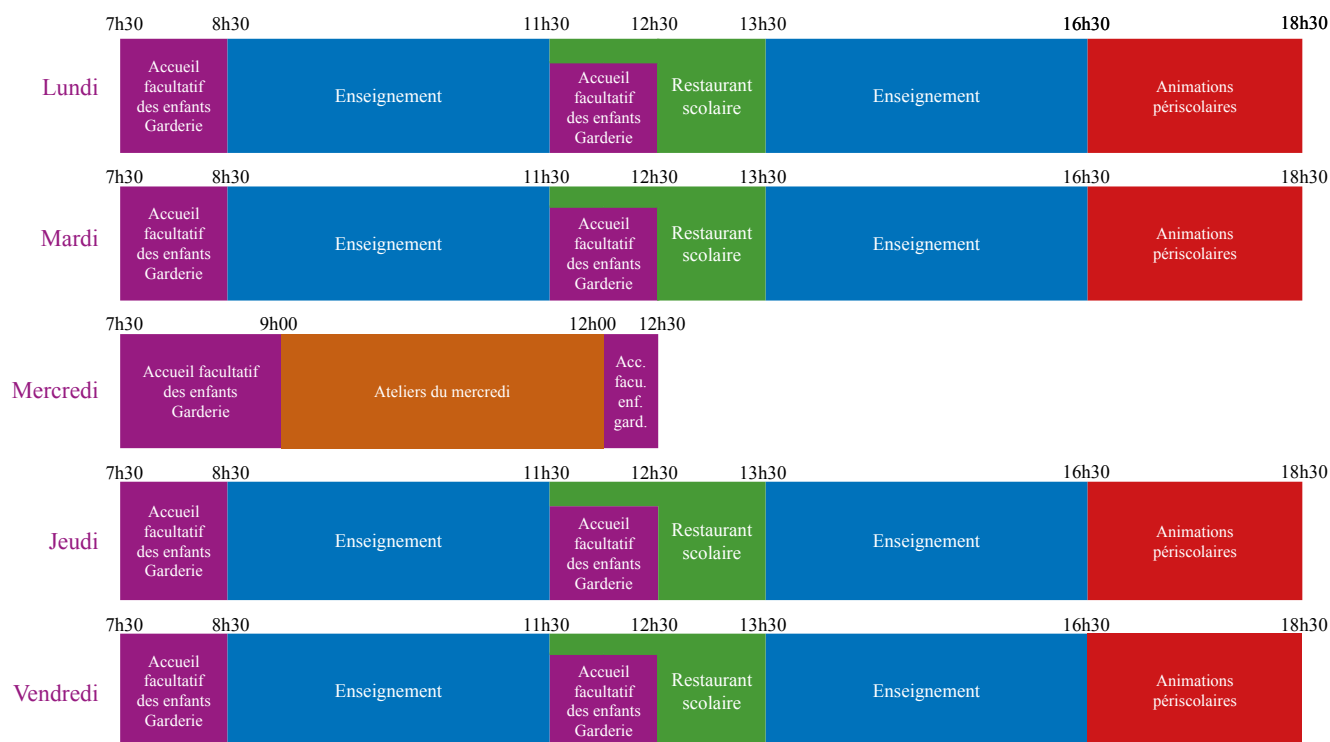 7h30 8h30 11h30 12h30 13h30 16h30 18h30
Lundi
Accueil
facultatif
des enfants
Garderie
Enseignement
Accueil
facultatif
des enfants
Garderie
Restaurant
scolaire
Enseignement
Animations
périscolaires
7h30 8h30 11h30 12h30 13h30 16h30 18h30
Mardi
Accueil
facultatif
des enfants
Garderie
Enseignement
Accueil
facultatif
des enfants
Garderie
Restaurant
scolaire
Enseignement
Animations
périscolaires
7h30 9h00 12h00 12h30
Mercredi
Accueil facultatif
des enfants
Garderie
Ateliers du mercredi
Acc.
facu.
enf.
gard.
7h30 8h30 11h30 12h30 13h30 16h30 18h30
Jeudi
Accueil
facultatif
des enfants
Garderie
Enseignement
Accueil
facultatif
des enfants
Garderie
Restaurant
scolaire
Enseignement
Animations
périscolaires
7h30 8h30 11h30 12h30 13h30 16h30 18h30
Vendredi
Accueil
facultatif
des enfants
Garderie
Enseignement
Accueil
facultatif
des enfants
Garderie
Restaurant
scolaire
Enseignement
Animations
périscolaires